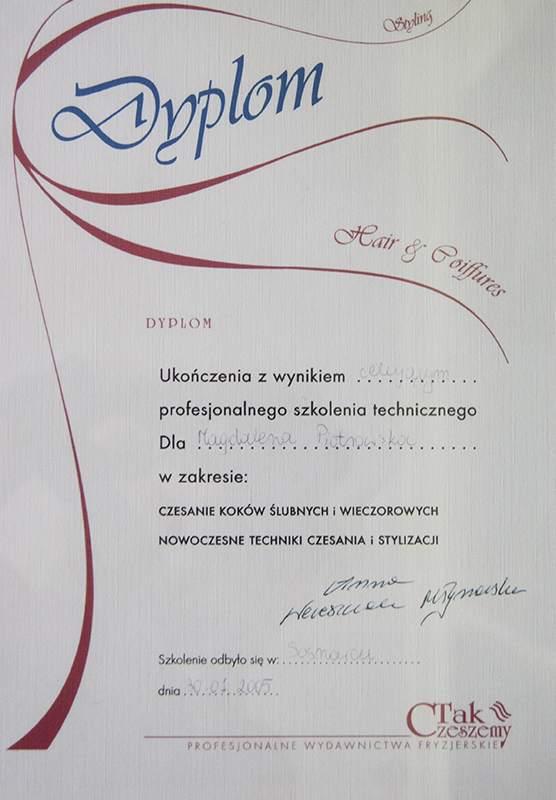 Styling
Dyplom
Hair & Coiffures
DYPLOM
Ukończenia z wynikiem celującym
profesjonalnego szkolenia technicznego
Dla Magdalena Piotrowska
w zakresie:
CZESANIE KOKÓW ŚLUBNYCH i WIECZOROWYCH
NOWOCZESNE TECHNIKI CZESANIA i STYLIZACJI
Anna
Szkolenie odbyło się w: Sosnowcu
dnia 30.01.2005
Tak
Czeszemy
PROFESJONALNE WYDAWNICTWA FRYZJERSKIE